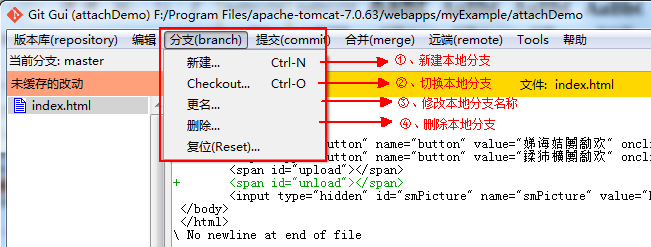 Git Gui (attachDemo) F:/Program Files/apache-tomcat-7.0.63/webapps/myExample/attachDemo
版本库(repository) 编辑 分支(branch) 提交(commit) 合并(merge) 远端(remote) Tools 帮助
当前分支: master
新建... Ctrl-N ①、新建本地分支
未缓存的改动
Checkout... Ctrl-O ②、切换本地分支 文件: index.html
index.html
更名... ③、修改本地分支名称
删除... ④、删除本地分支
复位(Reset)...
button" name="button" value="娣诲姞闄勪欢" onclic
button" name="button" value="鍒犻櫎闄勪欢" onclic
<span id="upload"></span>
+ <span id="unload"></span>
<input type="hidden" id="smPicture" name="smPicture" value="
</body>
</html>
\ No newline at end of file